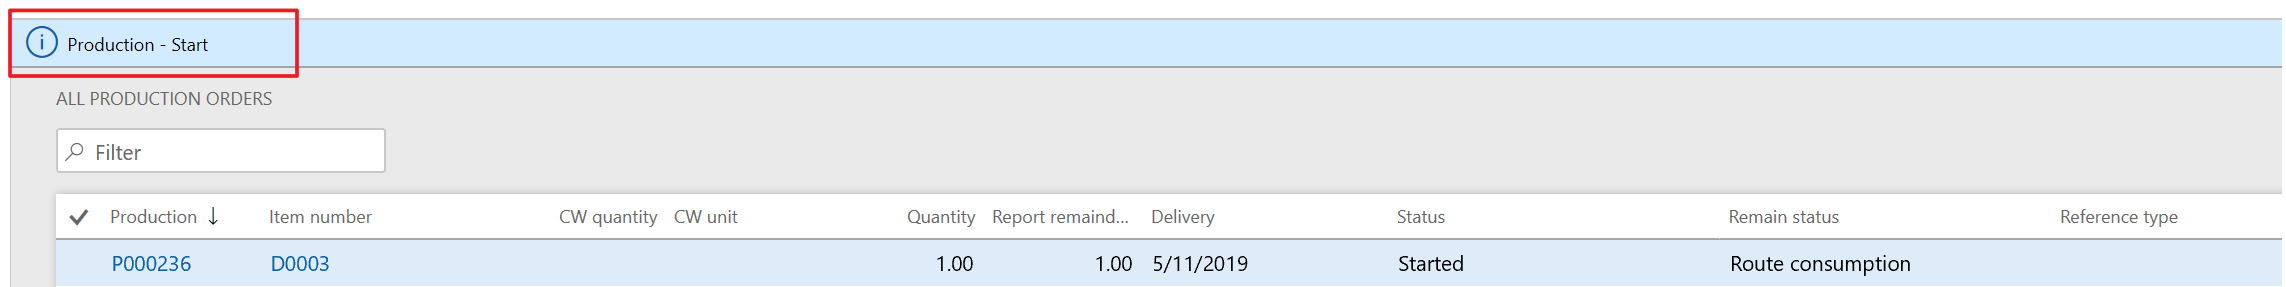 Production - Start
ALL PRODUCTION ORDERS
Filter
Production Item number CW quantity CW unit Quantity Report remaind... Delivery Status Remain status Reference type
P000236 D0003 1.00 1.00 5/11/2019 Started Route consumption